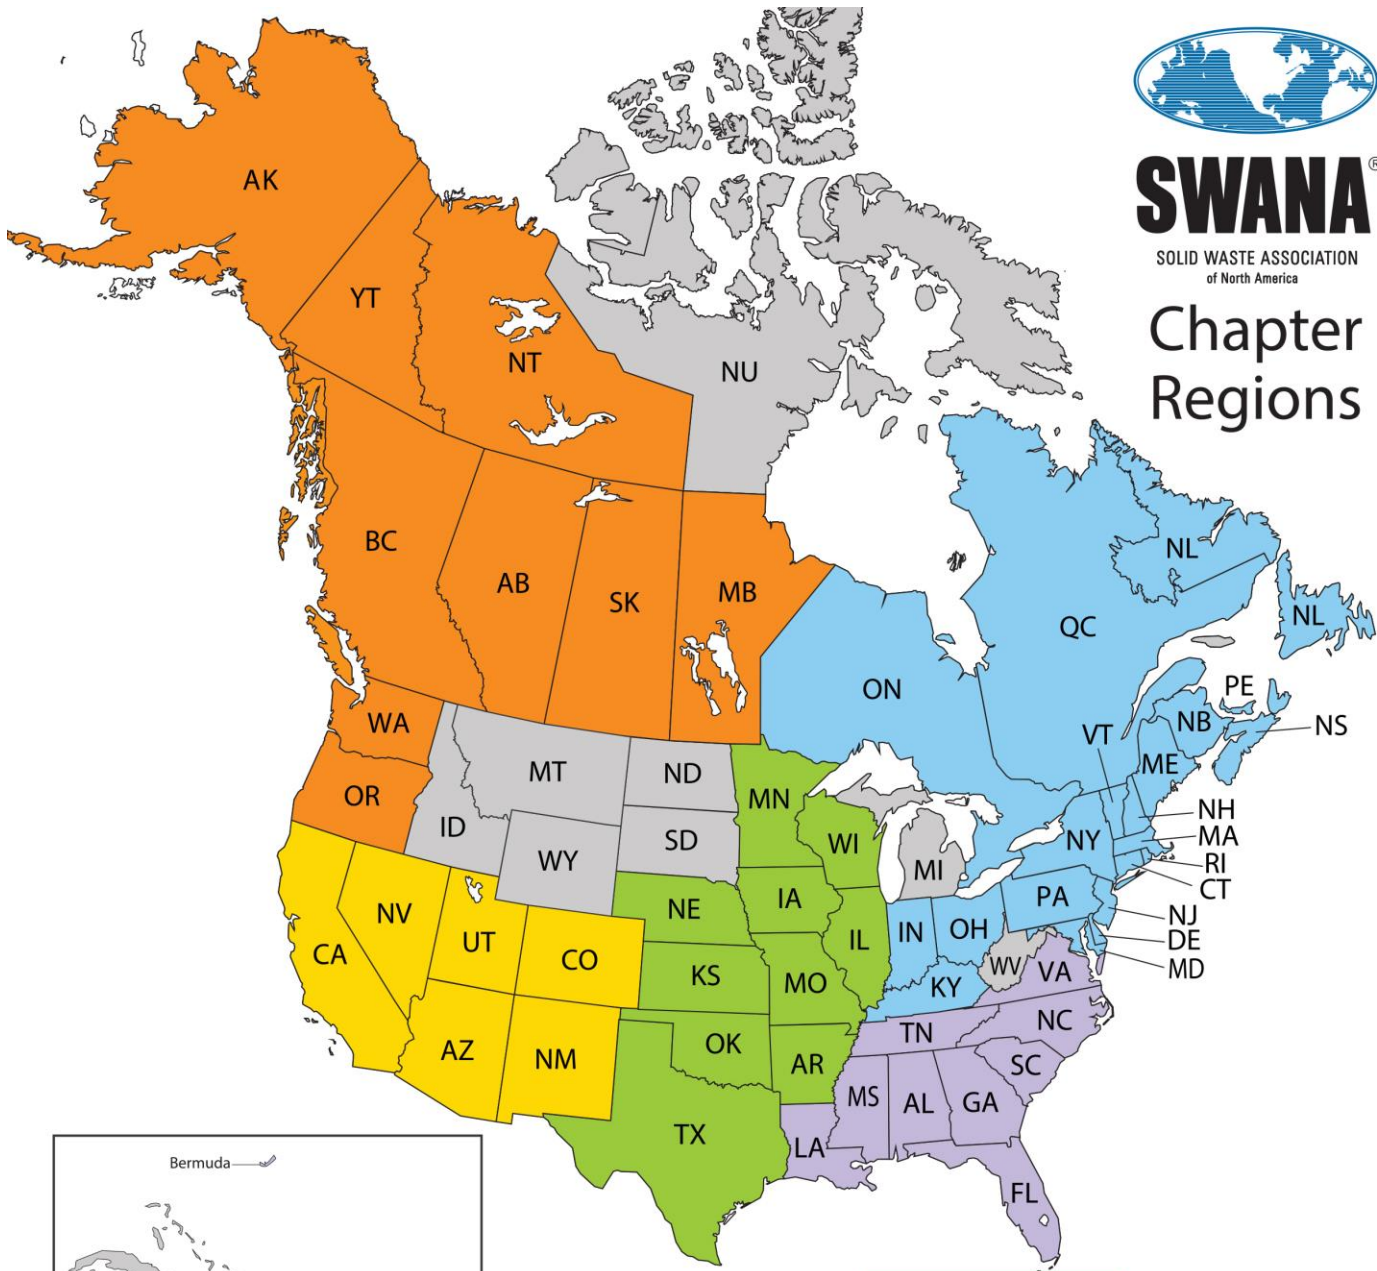 SWANA®
SOLID WASTE ASSOCIATION
of North America
Chapter
Regions
AK
YT
NT
NU
BC
AB
SK
MB
ON
QC
NL
NL
PE
NB
NS
VT
ME
NH
MA
RI
CT
NY
PA
NJ
DE
MD
WA
OR
ID
MT
ND
SD
WY
MN
WI
MI
IA
NE
IL
IN
OH
WV
VA
KY
CA
NV
UT
CO
KS
MO
AZ
NM
OK
AR
TN
NC
SC
MS
AL
GA
TX
LA
FL
Bermuda